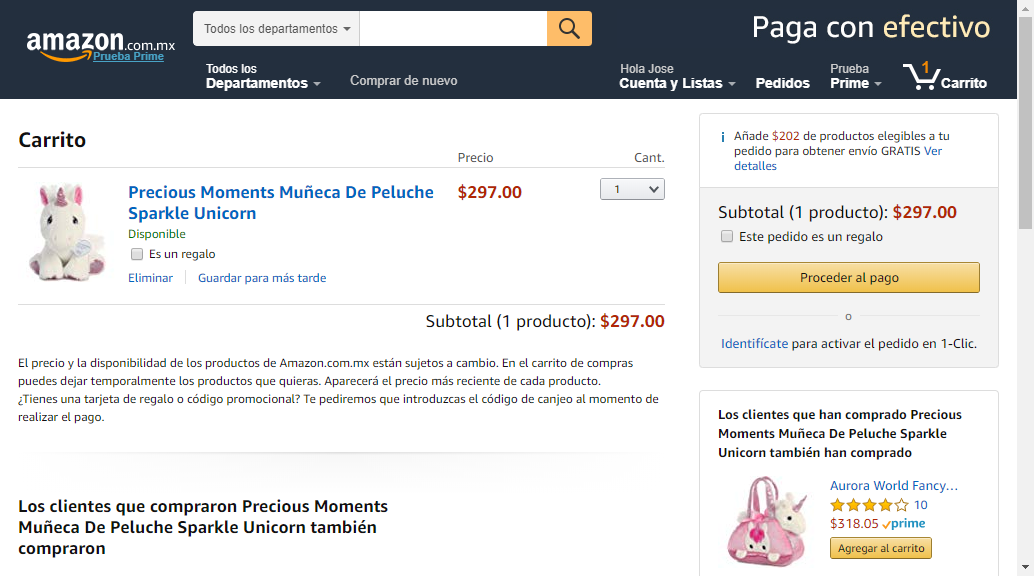 amazon.com.mx
Prueba Prime
Todos los departamentos
Paga con efectivo
Todos los
Departamentos
Comprar de nuevo
Hola Jose
Cuenta y Listas
Pedidos
Prueba
Prime
1
Carrito
Carrito
Precio
Cant.
Precious Moments Muñeca De Peluche
Sparkle Unicorn
$297.00
1
Disponible
Es un regalo
Eliminar
Guardar para más tarde
Subtotal (1 producto): $297.00
El precio y la disponibilidad de los productos de Amazon.com.mx están sujetos a cambio. En el carrito de compras
puedes dejar temporalmente los productos que quieras. Aparecerá el precio más reciente de cada producto.
¿Tienes una tarjeta de regalo o código promocional? Te pediremos que introduzcas el código de canjeo al momento de
realizar el pago.
Los clientes que compraron Precious Moments
Muñeca De Peluche Sparkle Unicorn también
compraron
i
Añade $202 de productos elegibles a tu
pedido para obtener envío GRATIS Ver
detalles
Subtotal (1 producto): $297.00
Este pedido es un regalo
Proceder al pago
o
Identifícate para activar el pedido en 1-Clic.
Los clientes que han comprado Precious
Moments Muñeca De Peluche Sparkle
Unicorn también han comprado
Aurora World Fancy…
10
$318.05 prime
Agregar al carrito